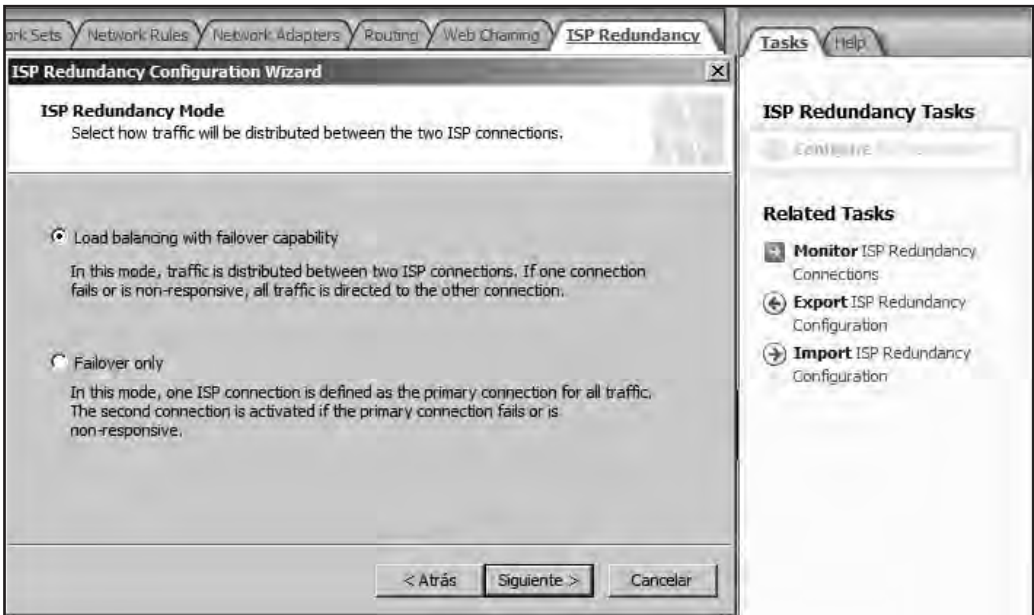 ork Sets Network Rules Network Adapters Routing Web Chaining ISP Redundancy
ISP Redundancy Configuration Wizard
ISP Redundancy Mode
Select how traffic will be distributed between the two ISP connections.
Load balancing with failover capability
In this mode, traffic is distributed between two ISP connections. If one connection
fails or is non-responsive, all traffic is directed to the other connection.
Failover only
In this mode, one ISP connection is defined as the primary connection for all traffic.
The second connection is activated if the primary connection fails or is
non-responsive.
< Atrás Siguiente > Cancelar
Tasks Help
ISP Redundancy Tasks
Configure
Related Tasks
Monitor ISP Redundancy
Connections
Export ISP Redundancy
Configuration
Import ISP Redundancy
Configuration